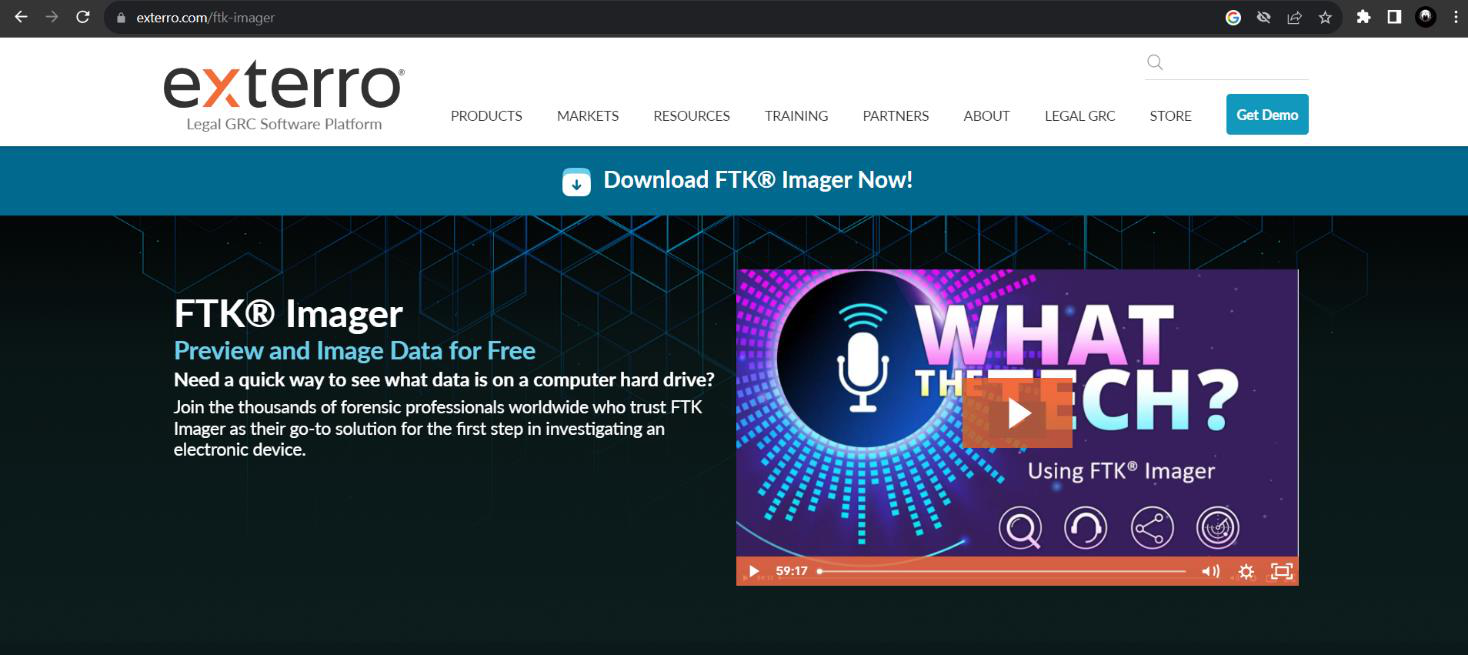 exterro.com/ftk-imager
exterro®
Legal GRC Software Platform
PRODUCTS MARKETS RESOURCES TRAINING PARTNERS ABOUT LEGAL GRC STORE Get Demo
Download FTK® Imager Now!
FTK® Imager
Preview and Image Data for Free
Need a quick way to see what data is on a computer hard drive?
Join the thousands of forensic professionals worldwide who trust FTK
Imager as their go-to solution for the first step in investigating an
electronic device.
WHAT
THE TECH?
Using FTK® Imager
59:17